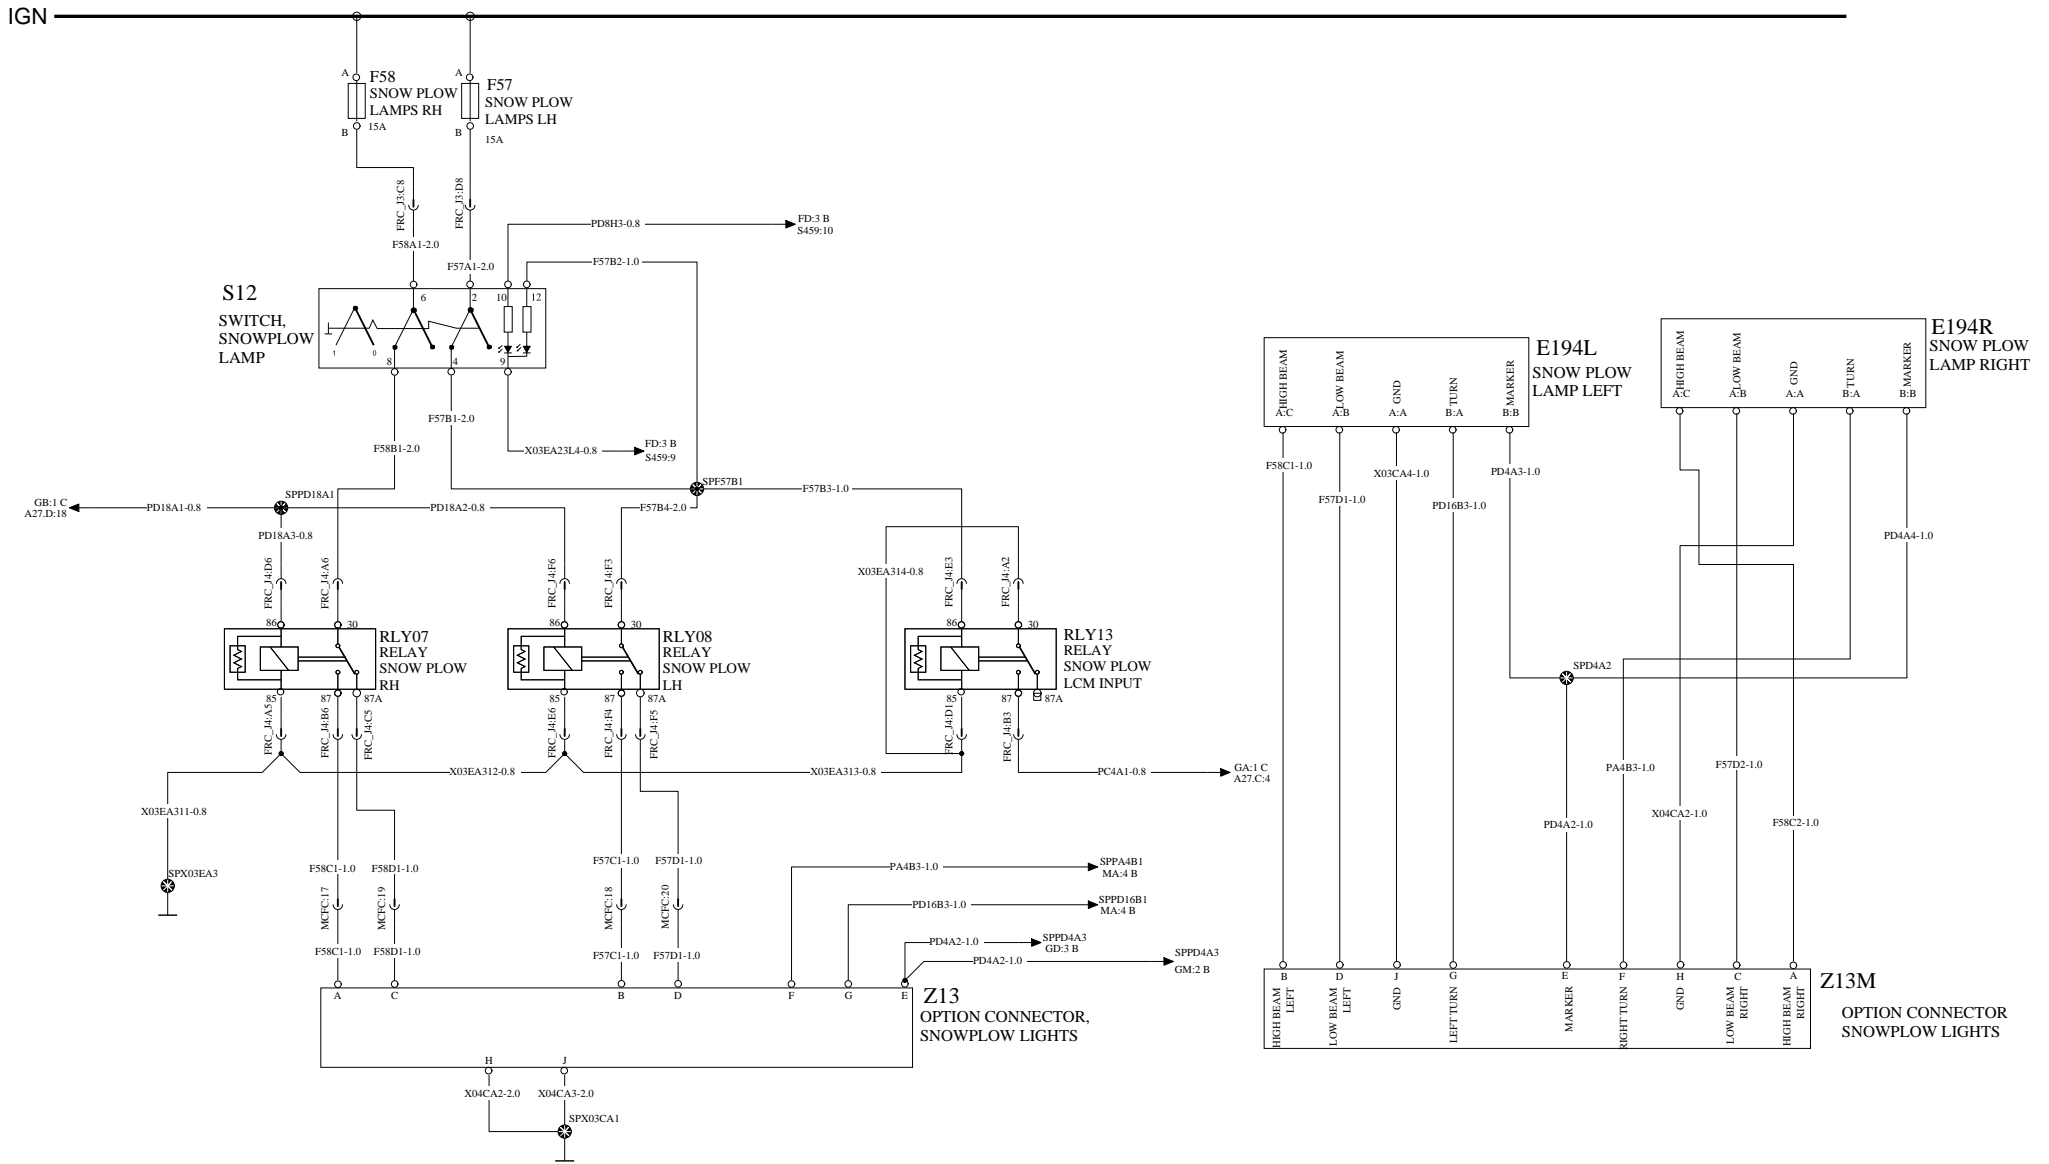 IGN
A
F58
SNOW PLOW
LAMPS RH
B
15A
A
F57
SNOW PLOW
LAMPS LH
B
15A
FRC_J3:C8
FRC_J3:D8
F58A1-2.0
F57A1-2.0
PD8H3-0.8
FD:3 B
S459:10
F57B2-1.0
S12
SWITCH,
SNOWPLOW
LAMP
6
2
10
12
1
0
8
4
9
F58B1-2.0
F57B1-2.0
X03EA23L4-0.8
FD:3 B
S459:9
SPF57B1
F57B3-1.0
F57B4-2.0
GB:1 C
A27.D:18
PD18A1-0.8
SPPD18A1
PD18A2-0.8
PD18A3-0.8
X03EA314-0.8
FRC_J4:D6
FRC_J4:A6
FRC_J4:F6
FRC_J4:F3
FRC_J4:E3
FRC_J4:A2
86
30
RLY07
RELAY
SNOW PLOW
RH
85
87
87A
86
30
RLY08
RELAY
SNOW PLOW
LH
85
87
87A
86
30
RLY13
RELAY
SNOW PLOW
LCM INPUT
85
87
87A
FRC_J4:A5
FRC_J4:B6
FRC_J4:C5
FRC_J4:E6
FRC_J4:F4
FRC_J4:F5
FRC_J4:D1
FRC_J4:B3
X03EA312-0.8
X03EA313-0.8
PC4A1-0.8
GA:1 C
A27.C:4
X03EA311-0.8
SPX03EA3
F58C1-1.0
F58D1-1.0
F57C1-1.0
F57D1-1.0
MCFC:17
MCFC:19
MCFC:18
MCFC:20
F58C1-1.0
F58D1-1.0
F57C1-1.0
F57D1-1.0
PA4B3-1.0
SPPA4B1
MA:4 B
PD16B3-1.0
SPPD16B1
MA:4 B
PD4A2-1.0
SPPD4A3
GD:3 B
PD4A2-1.0
SPPD4A3
GM:2 B
A
C
B
D
F
G
E
Z13
OPTION CONNECTOR,
SNOWPLOW LIGHTS
H
J
X04CA2-2.0
X04CA3-2.0
SPX03CA1
E194L
SNOW PLOW
LAMP LEFT
HIGH BEAM
A:C
LOW BEAM
A:B
GND
A:A
TURN
B:A
MARKER
B:B
E194R
SNOW PLOW
LAMP RIGHT
HIGH BEAM
A:C
LOW BEAM
A:B
GND
A:A
TURN
B:A
MARKER
B:B
F58C1-1.0
F57D1-1.0
X03CA4-1.0
PD16B3-1.0
PD4A3-1.0
PD4A4-1.0
SPD4A2
PD4A2-1.0
PA4B3-1.0
X04CA2-1.0
F57D2-1.0
F58C2-1.0
B
HIGH BEAM
LEFT
D
LOW BEAM
LEFT
J
GND
G
LEFT TURN
E
MARKER
F
RIGHT TURN
H
GND
C
LOW BEAM
RIGHT
A
HIGH BEAM
RIGHT
Z13M
OPTION CONNECTOR
SNOWPLOW LIGHTS